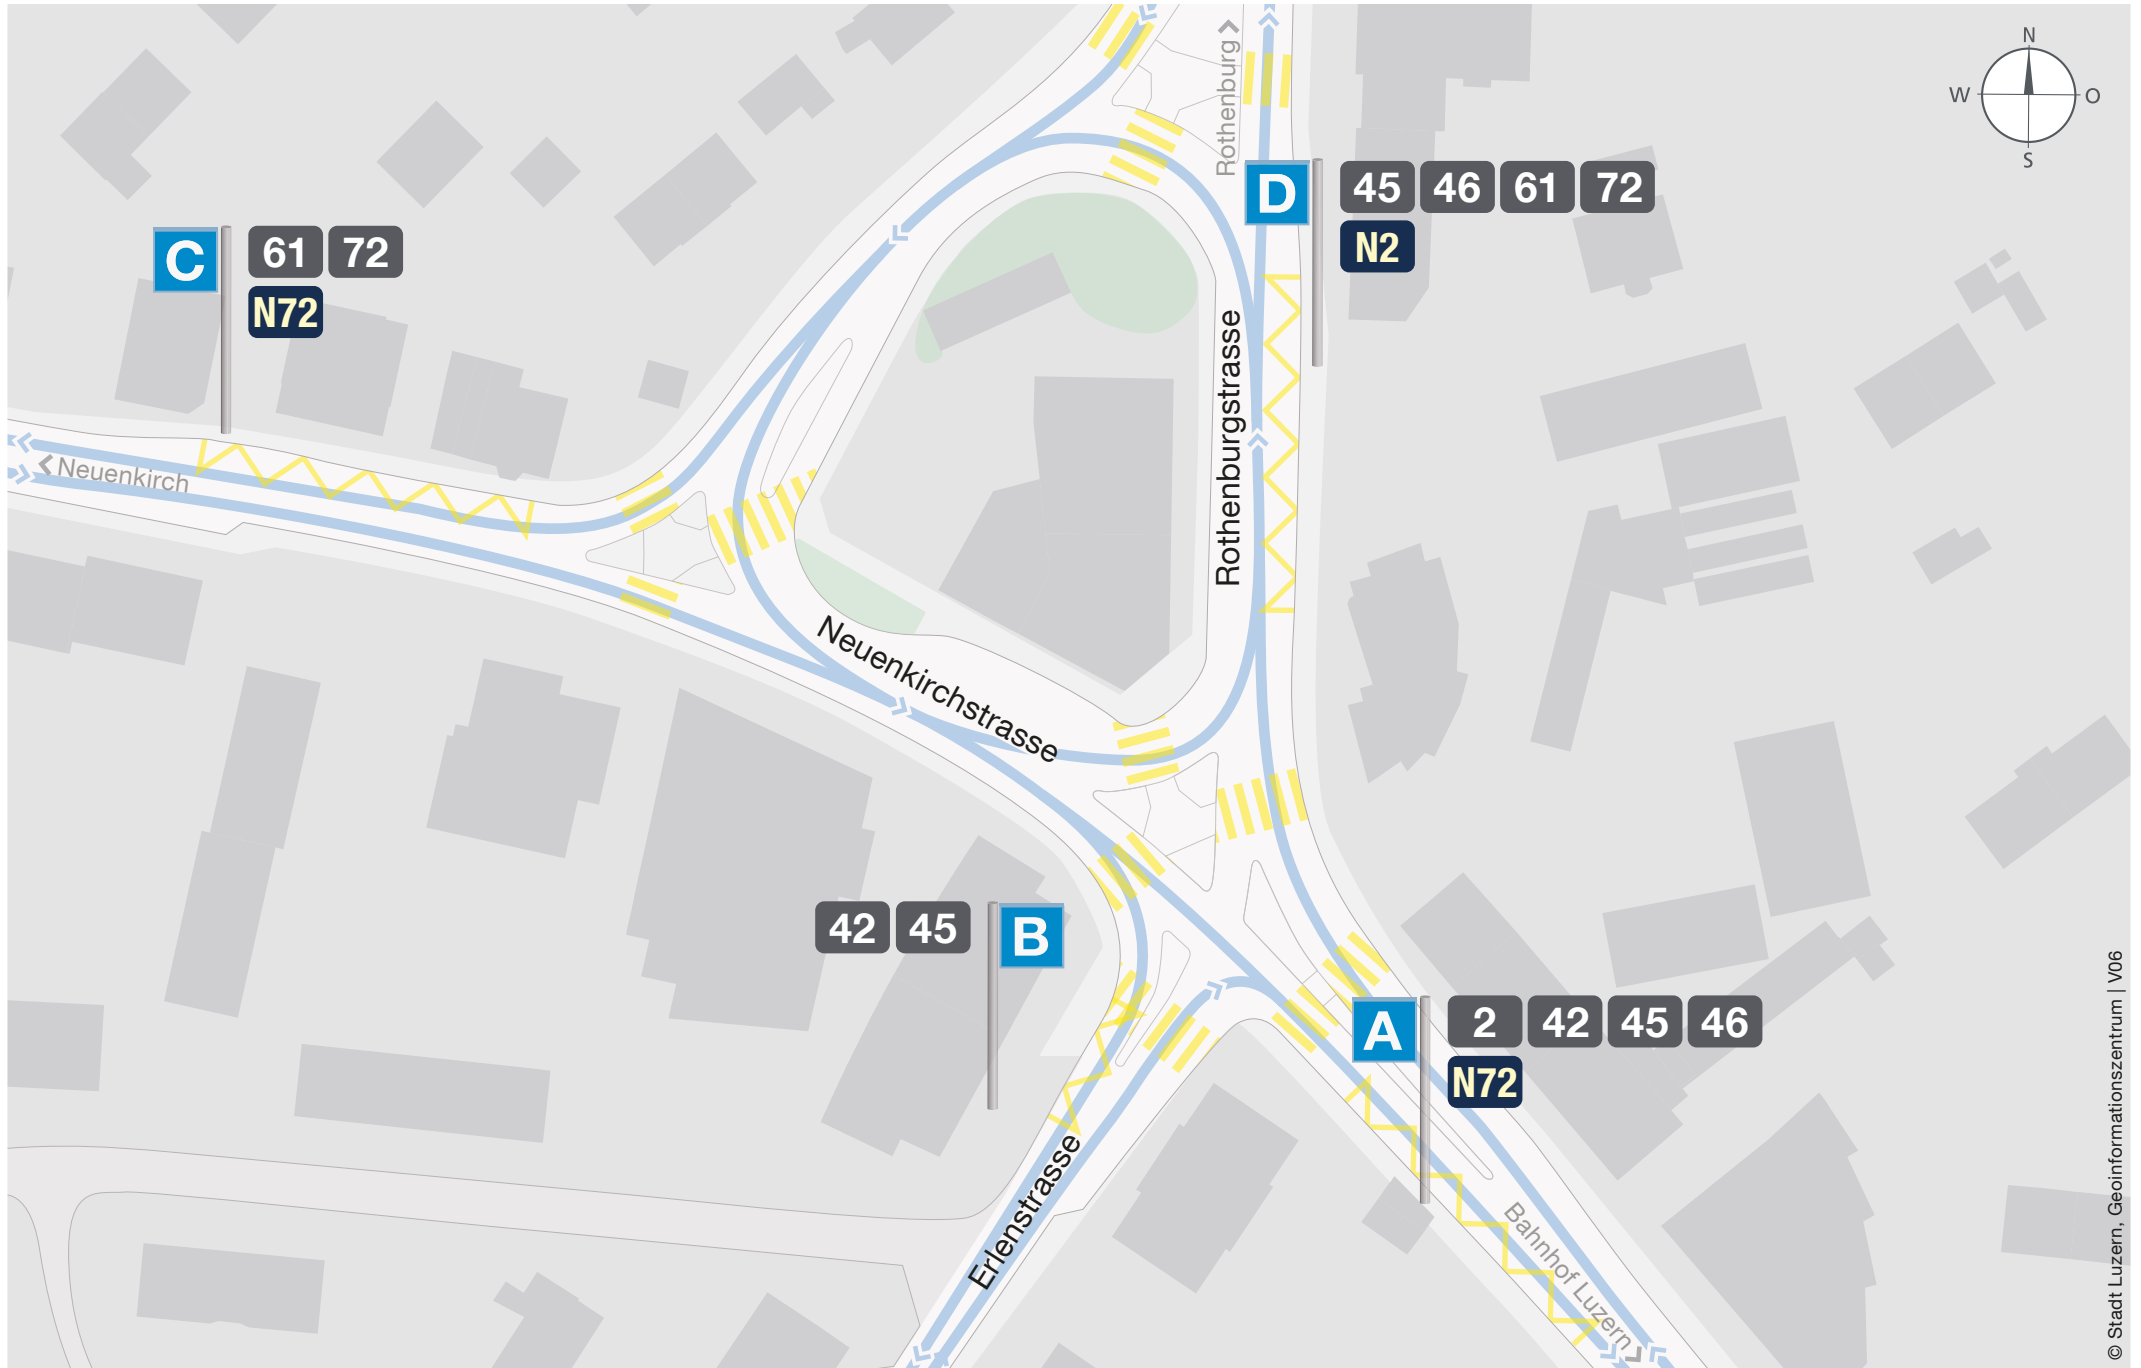 N
W O
S
Rothenburg
D
45 46 61 72
N2
C
61 72
N72
Neuenkirch
Rothenburgstrasse
Neuenkirchstrasse
42 45
B
A
2 42 45 46
N72
Erlenstrasse
Bahnhof Luzern
© Stadt Luzern, Geoinformationszentrum | V06